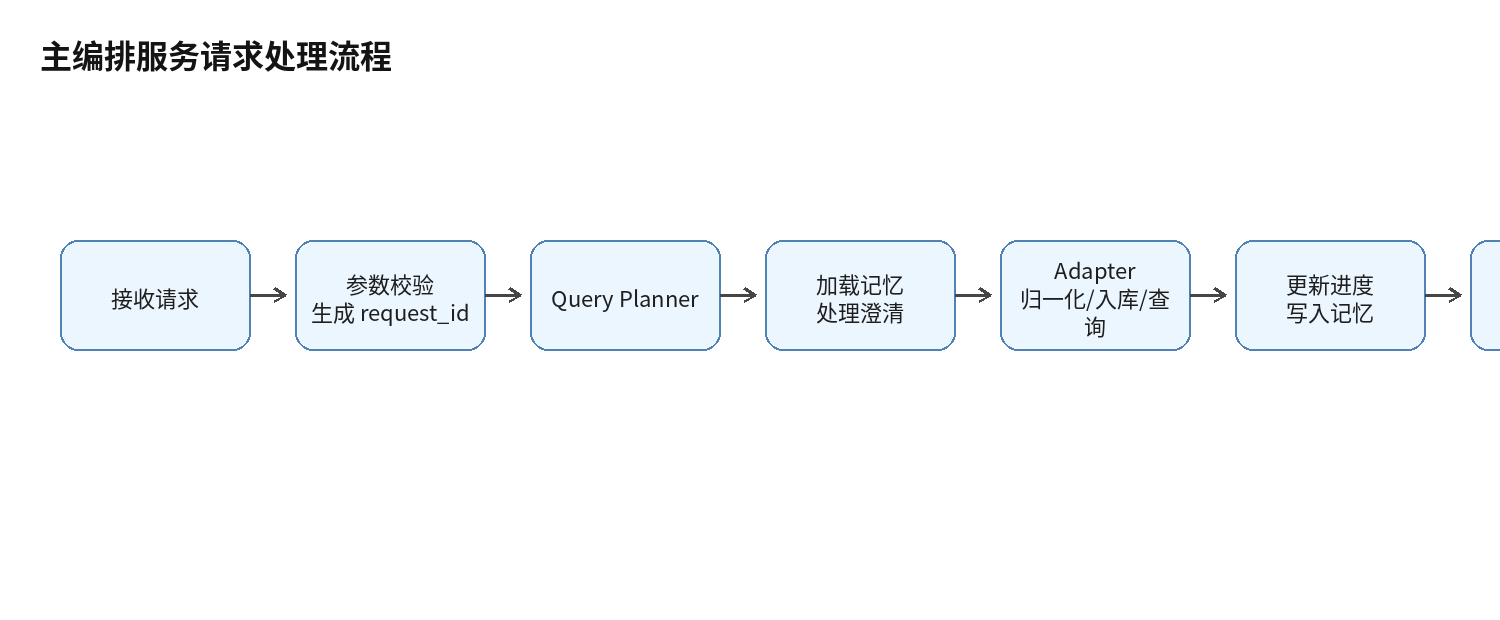 主编排服务请求处理流程
接收请求
参数校验
生成 request_id
Query Planner
加载记忆
处理澄清
Adapter
归一化/入库/查
询
更新进度
写入记忆